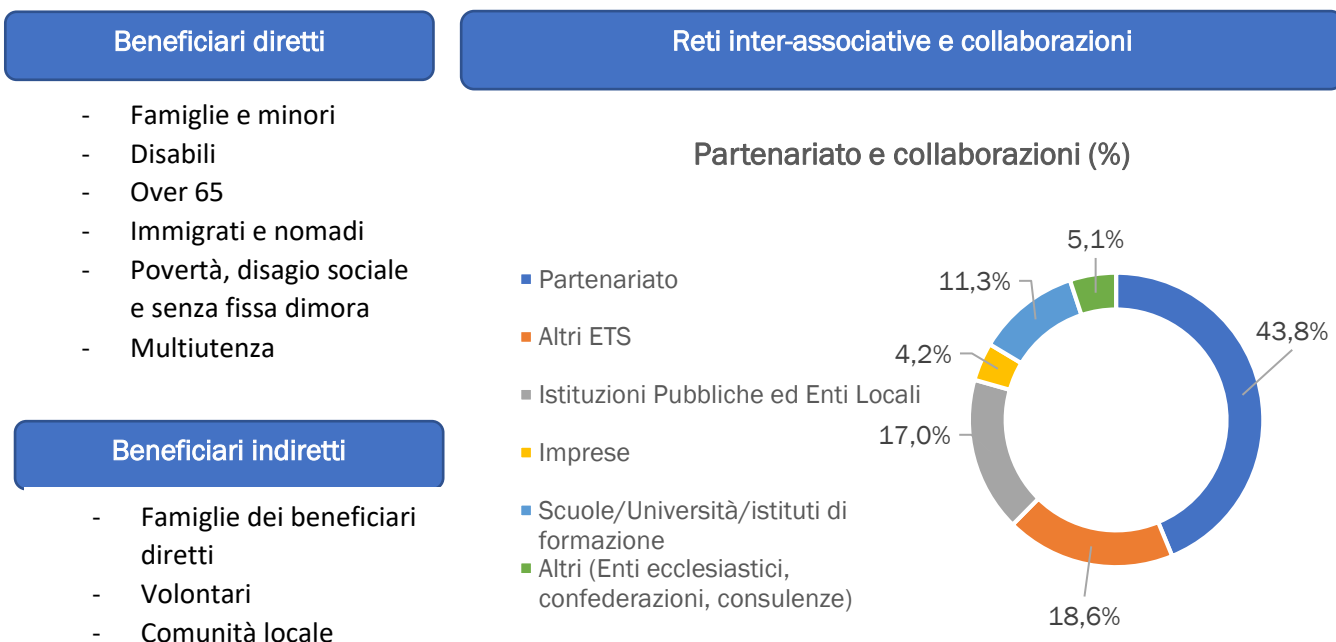 Beneficiari diretti
- Famiglie e minori
- Disabili
- Over 65
- Immigrati e nomadi
- Povertà, disagio sociale
e senza fissa dimora
- Multiutenza
Beneficiari indiretti
- Famiglie dei beneficiari
diretti
- Volontari
- Comunità locale
Reti inter-associative e collaborazioni
Partenariato e collaborazioni (%)
Partenariato
Altri ETS
Istituzioni Pubbliche ed Enti Locali
Imprese
Scuole/Università/istituti di
formazione
Altri (Enti ecclesiastici,
confederazioni, consulenze)
5,1%
11,3%
43,8%
4,2%
17,0%
18,6%